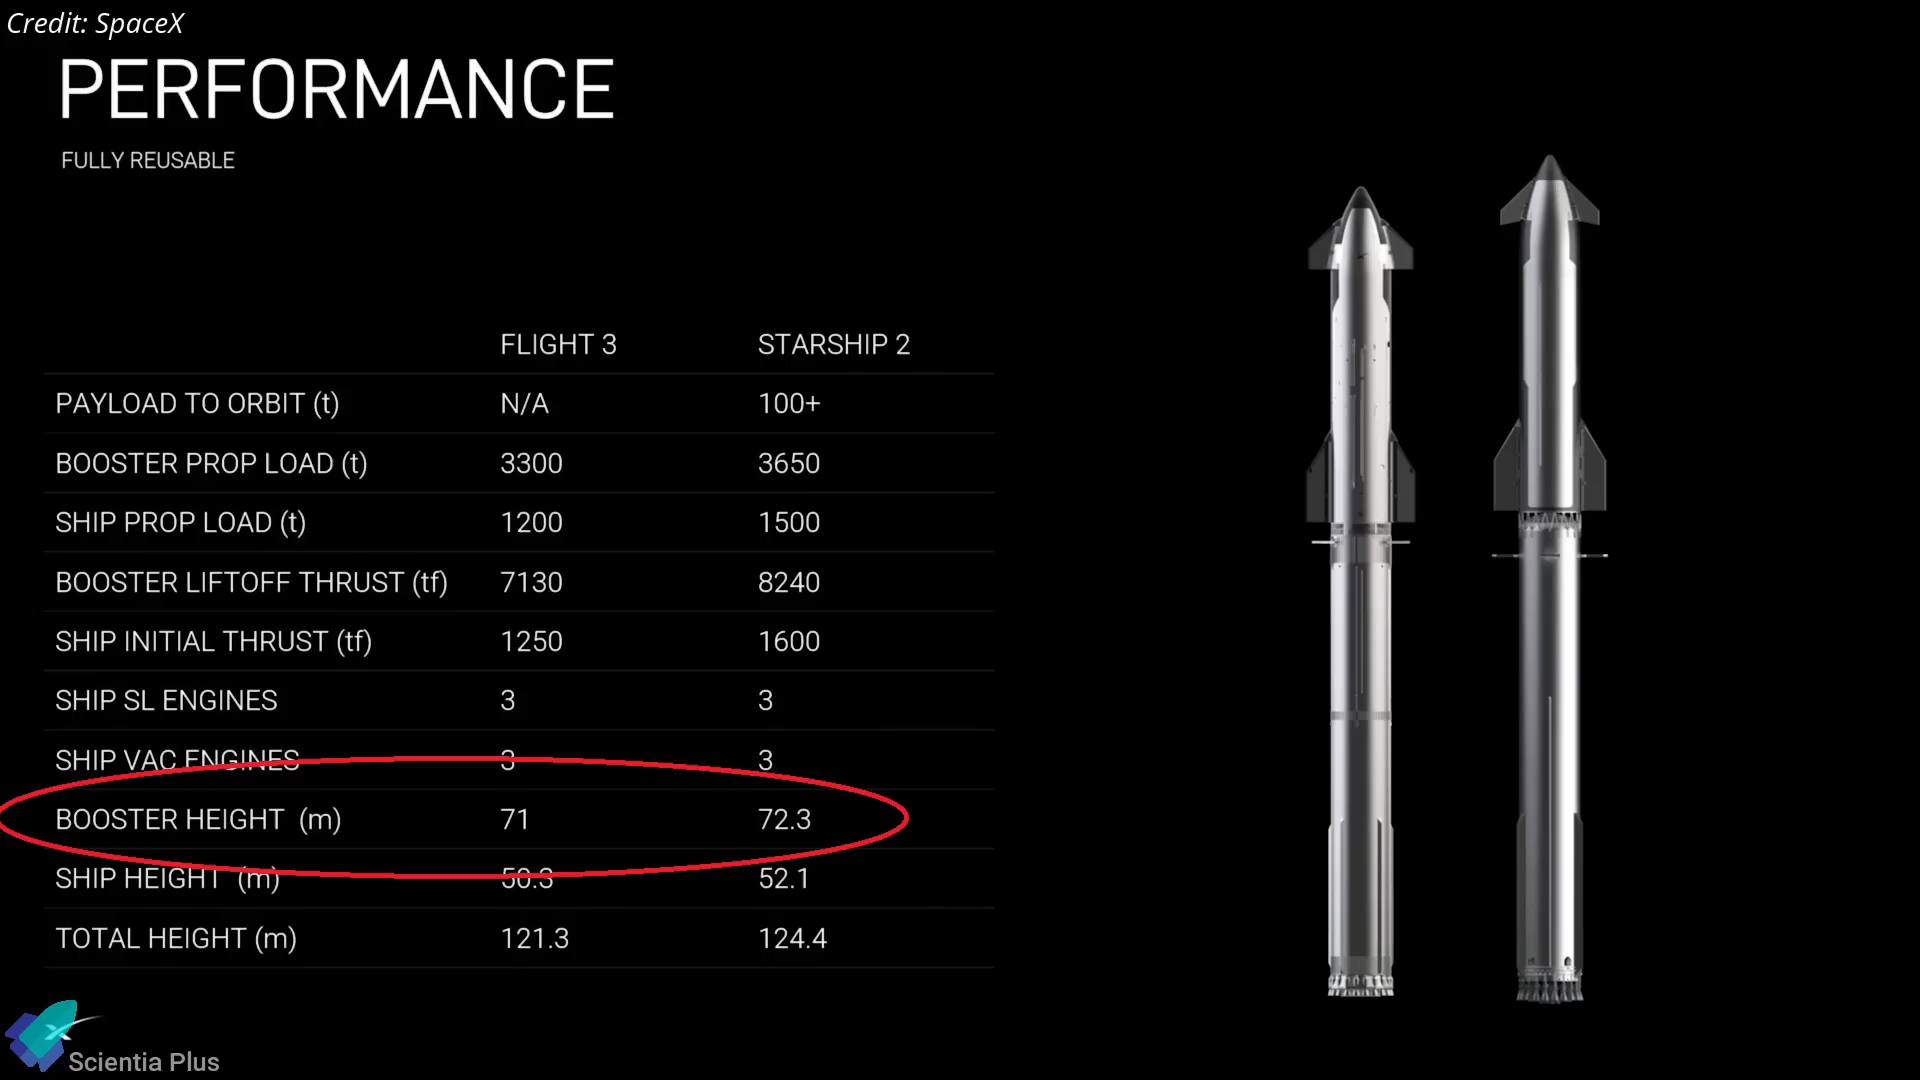 Credit: SpaceX
PERFORMANCE
FULLY REUSABLE
FLIGHT 3 STARSHIP 2
PAYLOAD TO ORBIT (t) N/A 100+
BOOSTER PROP LOAD (t) 3300 3650
SHIP PROP LOAD (t) 1200 1500
BOOSTER LIFTOFF THRUST (tf) 7130 8240
SHIP INITIAL THRUST (tf) 1250 1600
SHIP SL ENGINES 3 3
SHIP VAC ENGINES 3 3
BOOSTER HEIGHT (m) 71 72.3
SHIP HEIGHT (m) 50.3 52.1
TOTAL HEIGHT (m) 121.3 124.4
Scientia Plus